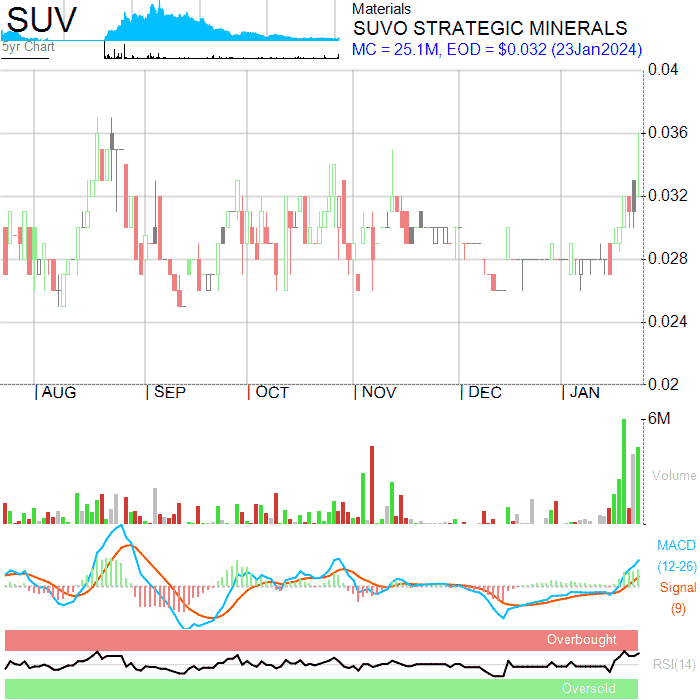 SUV
5yr Chart
Materials
SUVO STRATEGIC MINERALS
MC = 25.1M, EOD = $0.032 (23Jan2024)
0.04
0.036
0.032
0.028
0.024
0.02
AUG SEP OCT NOV DEC JAN
6M
Volume
MACD
(12-26)
Signal
(9)
Overbought
RSI(14)
Oversold